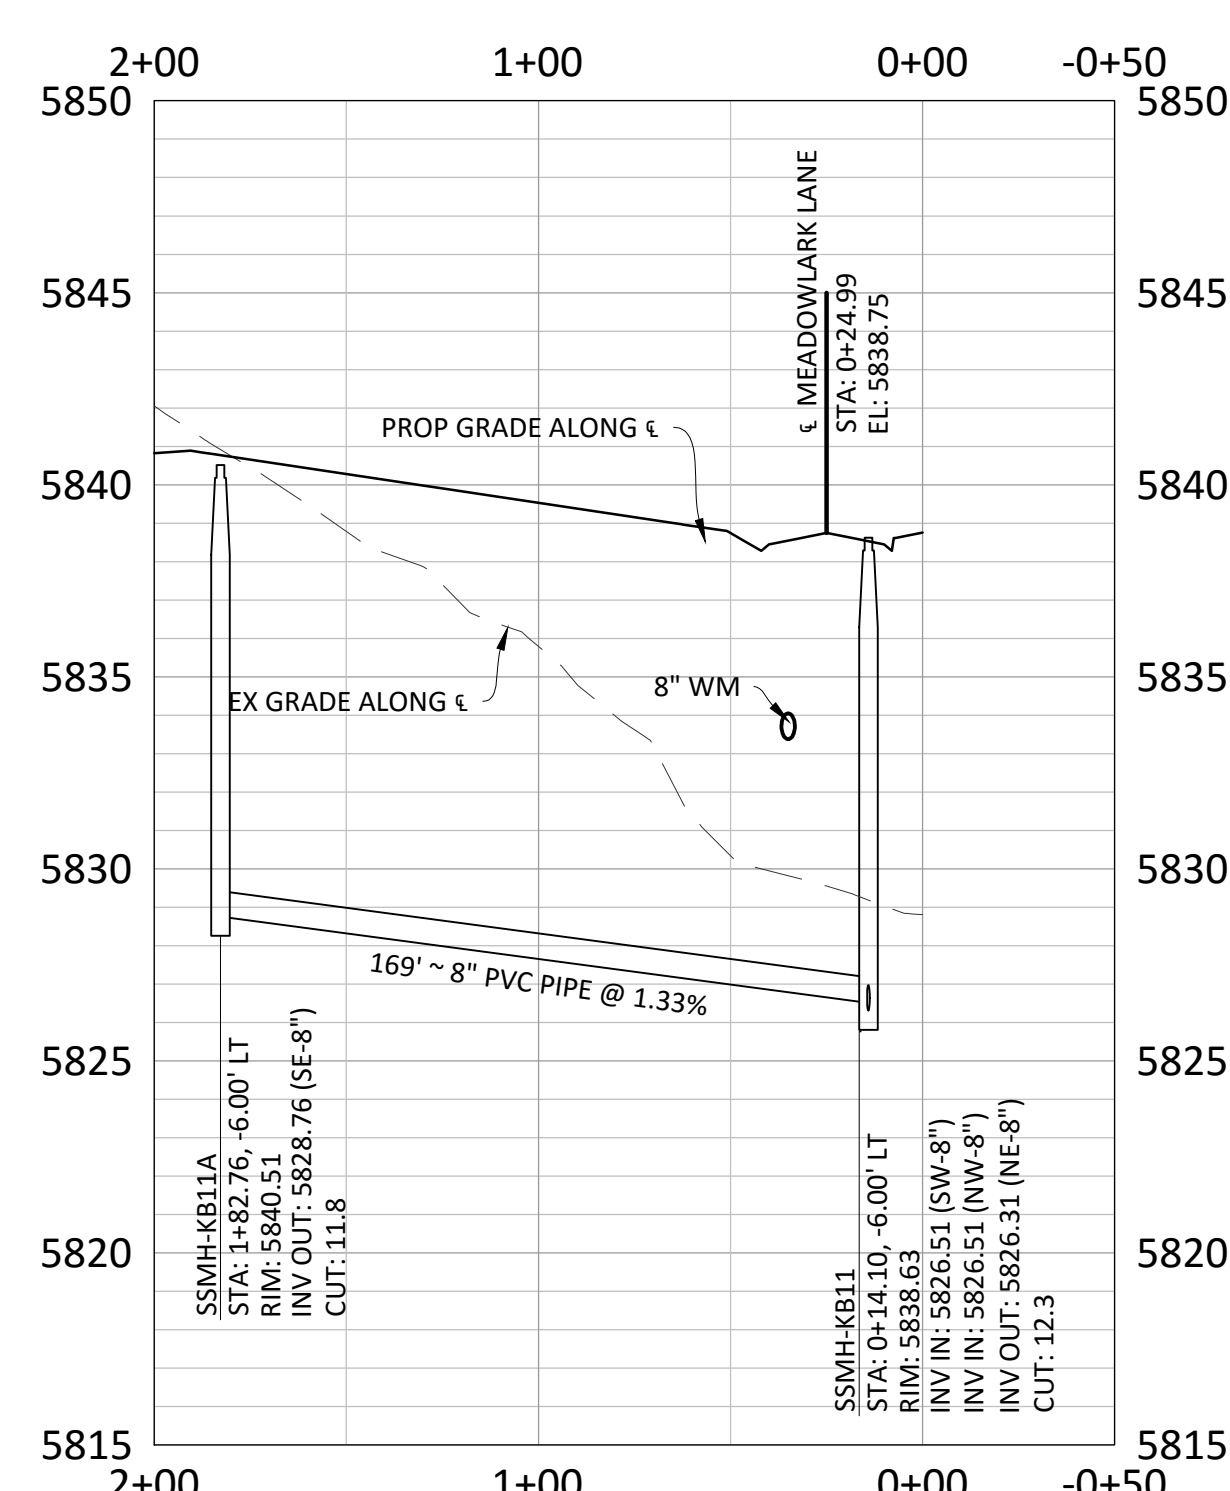 2+00 1+00 0+00 -0+50
5850 5850
5845 5845
5840 5840
5835 5835
5830 5830
5825 5825
5820 5820
5815 5815
℄ MEADOWLARK LANE
STA: 0+24.99
EL: 5838.75
PROP GRADE ALONG ℄
EX GRADE ALONG ℄
8" WM
169' ~ 8" PVC PIPE @ 1.33%
SSMH-KB11A
STA: 1+82.76, -6.00' LT
RIM: 5840.51
INV OUT: 5828.76 (SE-8")
CUT: 11.8
SSMH-KB11
STA: 0+14.10, -6.00' LT
RIM: 5838.63
INV IN: 5826.51 (SW-8")
INV IN: 5826.51 (NW-8")
INV OUT: 5826.31 (NE-8")
CUT: 12.3
2+00 1+00 0+00 -0+50